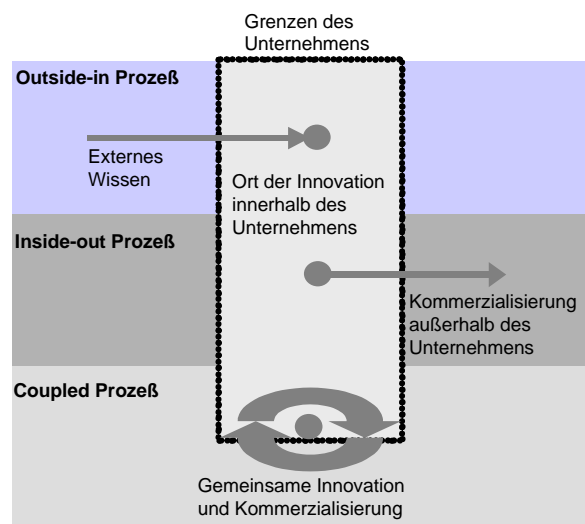 Grenzen des
Unternehmens
Outside-in Prozeß
Externes
Wissen
Ort der Innovation
innerhalb des
Unternehmens
Inside-out Prozeß
Kommerzialisierung
außerhalb des
Unternehmens
Coupled Prozeß
Gemeinsame Innovation
und Kommerzialisierung